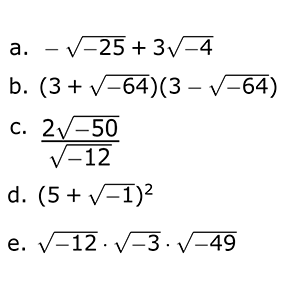 a. − √−25 + 3√−4
b. (3 + √−64)(3 − √−64)
c. 2√−50
√−12
d. (5 + √−1)²
e. √−12 · √−3 · √−49